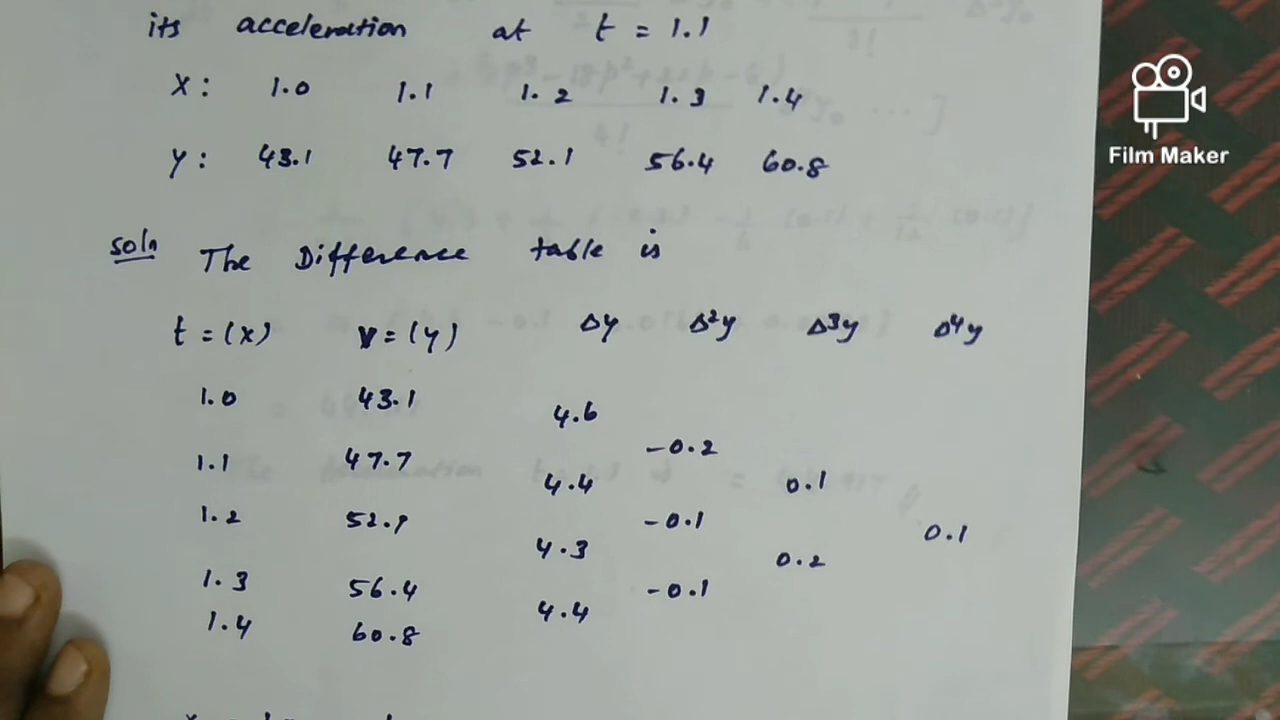 its acceleration at t = 1.1
X: 1.0 1.1 1.2 1.3 1.4
Y: 43.1 47.7 52.1 56.4 60.8
Film Maker
soln The Difference table is
t = (x) v = (y) Δy Δ²y Δ3y Δ4y
1.0 43.1
4.6
-0.2
1.1 47.7
4.4 0.1
1.2 52.1 -0.1
0.1
4.3 0.2
1.3 56.4 -0.1
4.4
1.4 60.8